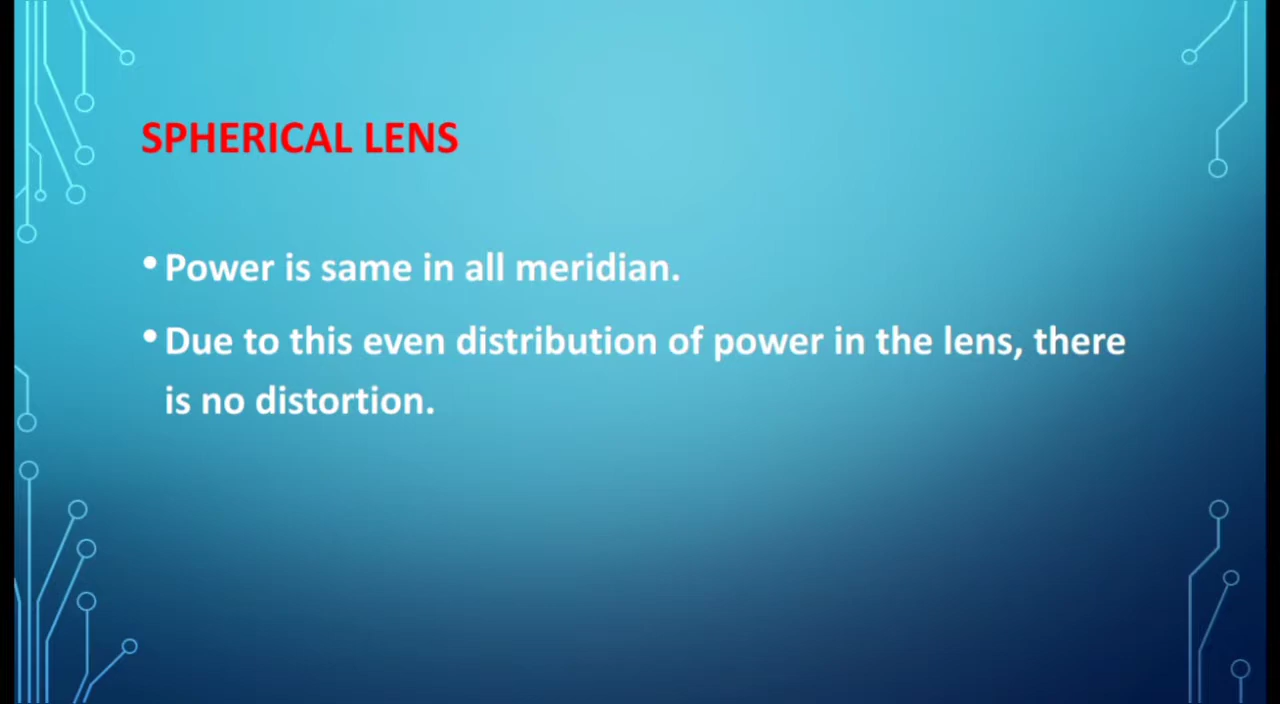 SPHERICAL LENS
•Power is same in all meridian.
•Due to this even distribution of power in the lens, there
is no distortion.